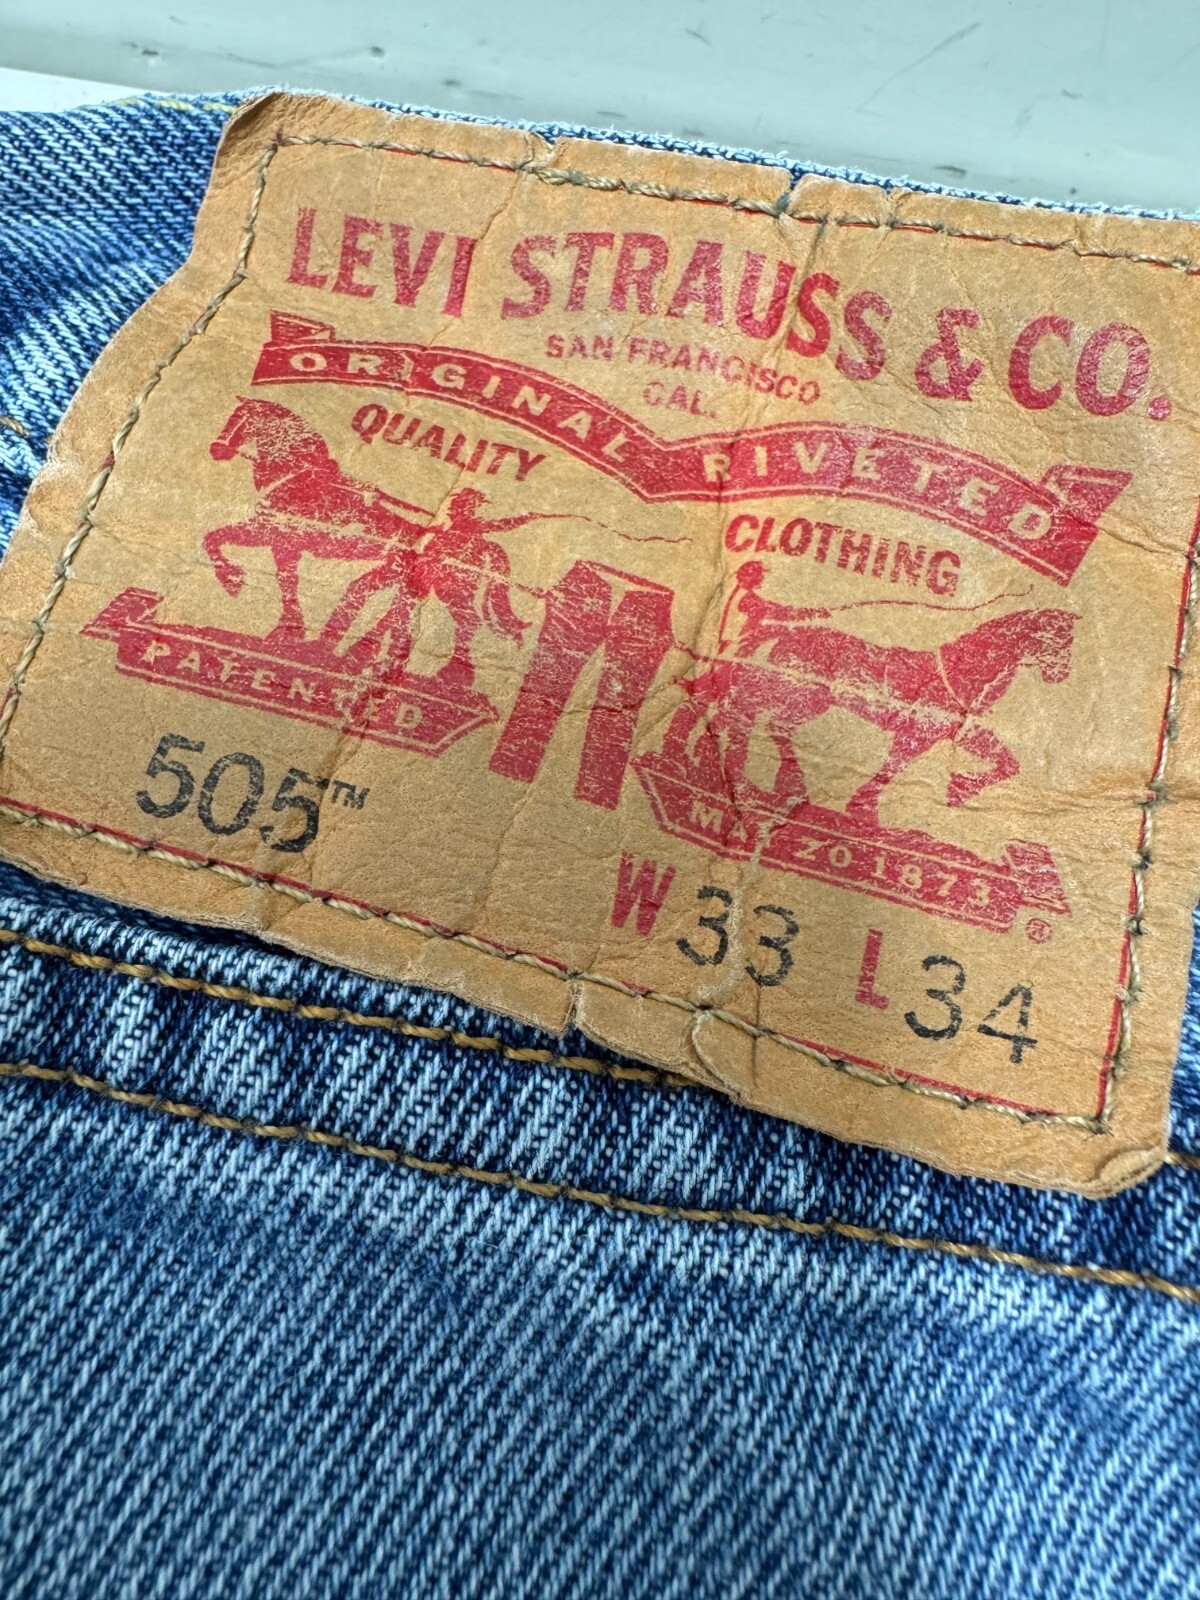 LEVI STRAUSS & CO.
SAN FRANCISCO
CAL.
ORIGINAL RIVETED
QUALITY CLOTHING
PATENTED
MAY 20 1873 ®
505™
W 33 L 34